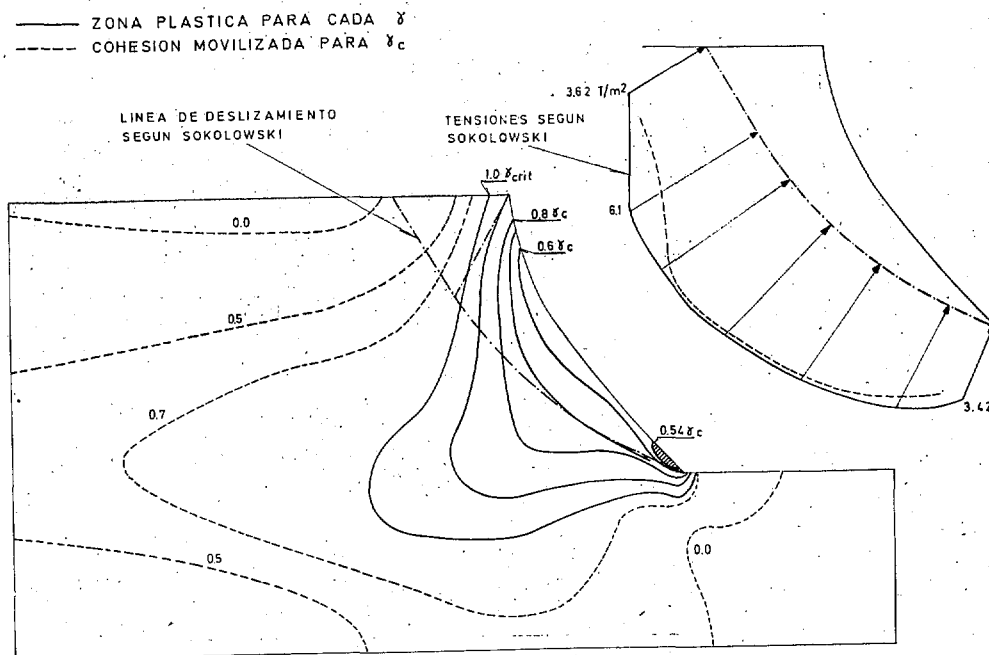 ZONA PLASTICA PARA CADA γ
COHESION MOVILIZADA PARA γc
LINEA DE DESLIZAMIENTO
SEGUN SOKOLOWSKI
TENSIONES SEGUN
SOKOLOWSKI
3.62 T/m²
6.1
3.42
1.0 γcrit
0.8 γc
0.6 γc
0.54 γc
0.0
0.5
0.7
0.5
0.0